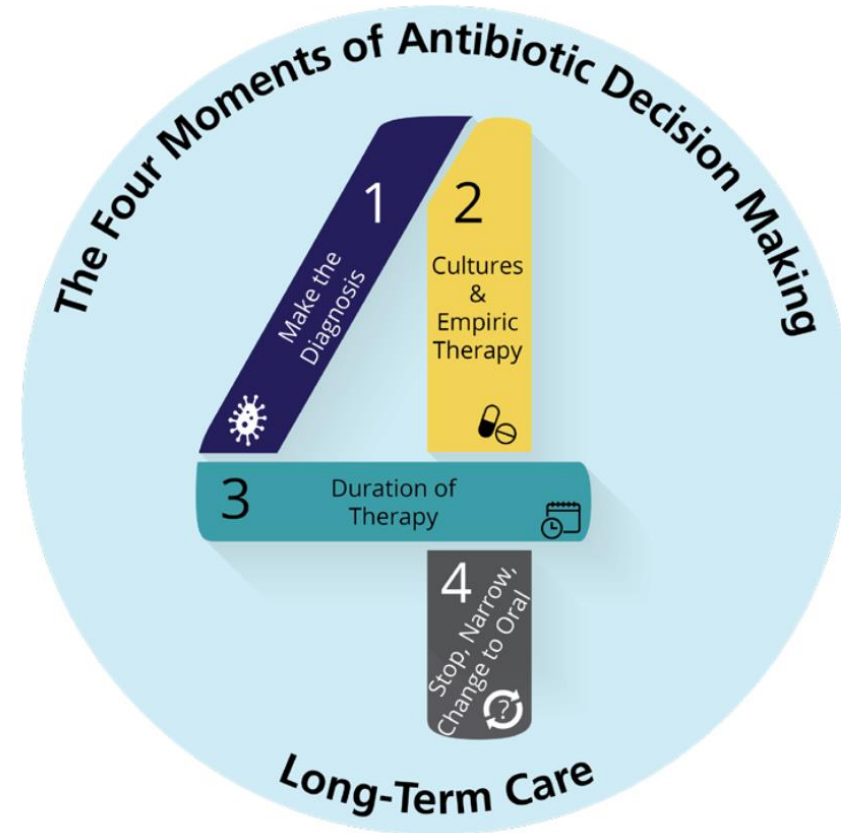 The Four Moments of Antibiotic Decision Making
1
Make the
Diagnosis
2
Cultures
&
Empiric
Therapy
3
Duration of
Therapy
4
Stop, Narrow,
Change to Oral
?
Long-Term Care